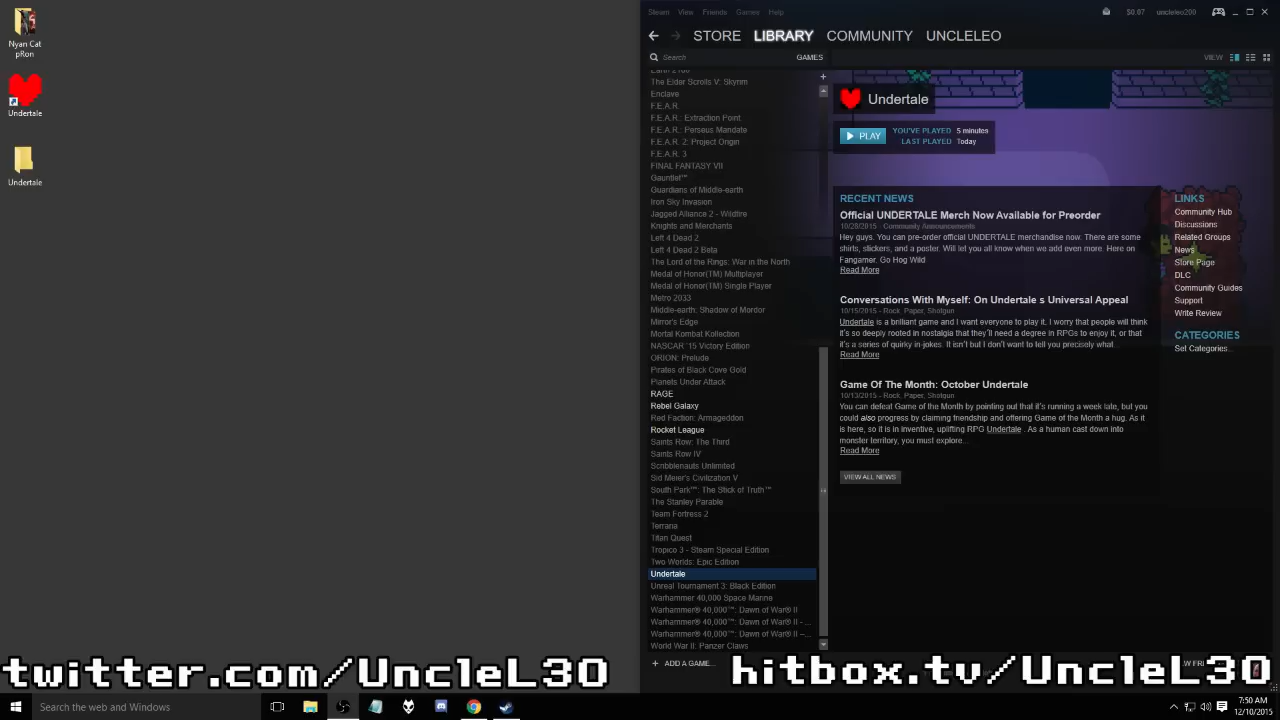 Nyan Cat
pRon
Undertale
Undertale
Steam View Friends Games Help
$0.07 uncleleo200
STORE LIBRARY COMMUNITY UNCLELEO
Search GAMES
VIEW
The Elder Scrolls V: Skyrim
Enclave
F.E.A.R.
F.E.A.R.: Extraction Point
F.E.A.R.: Perseus Mandate
F.E.A.R. 2: Project Origin
F.E.A.R. 3
FINAL FANTASY VII
Gauntlet™
Guardians of Middle-earth
Iron Sky Invasion
Jagged Alliance 2 - Wildfire
Knights and Merchants
Left 4 Dead 2
Left 4 Dead 2 Beta
The Lord of the Rings: War in the North
Medal of Honor(TM) Multiplayer
Medal of Honor(TM) Single Player
Metro 2033
Middle-earth: Shadow of Mordor
Mirror's Edge
Mortal Kombat Kollection
NASCAR '15 Victory Edition
ORION: Prelude
Pirates of Black Cove Gold
Planets Under Attack
RAGE
Rebel Galaxy
Red Faction: Armageddon
Rocket League
Saints Row: The Third
Saints Row IV
Scribblenauts Unlimited
Sid Meier's Civilization V
South Park™: The Stick of Truth™
The Stanley Parable
Team Fortress 2
Terraria
Titan Quest
Tropico 3 - Steam Special Edition
Two Worlds: Epic Edition
Undertale
Unreal Tournament 3: Black Edition
Warhammer 40,000 Space Marine
Warhammer® 40,000™: Dawn of War® II
Warhammer® 40,000™: Dawn of War® II - ...
Warhammer® 40,000™: Dawn of War® II –...
World War II: Panzer Claws
+ ADD A GAME...
Undertale
PLAY
YOU'VE PLAYED 5 minutes
LAST PLAYED Today
RECENT NEWS
Official UNDERTALE Merch Now Available for Preorder
10/28/2015 - Community Announcements
Hey guys. You can pre-order official UNDERTALE merchandise now. There are some
shirts, slickers, and a poster. Will let you all know when we add even more. Here on
Fangamer. Go Hog Wild
Read More
Conversations With Myself: On Undertale s Universal Appeal
10/15/2015 - Rock, Paper, Shotgun
Undertale is a brilliant game and I want everyone to play it. I worry that people will think
it's so deeply rooted in nostalgia that they'll need a degree in RPGs to enjoy it, or that
it's a series of quirky in-jokes. It isn't but I don't want to tell you precisely what...
Read More
Game Of The Month: October Undertale
10/13/2015 - Rock, Paper, Shotgun
You can defeat Game of the Month by pointing out that it's running a week late, but you
could also progress by claiming friendship and offering Game of the Month a hug. As it
is here, so it is in inventive, uplifting RPG Undertale . As a human cast down into
monster territory, you must explore...
Read More
VIEW ALL NEWS
LINKS
Community Hub
Discussions
Related Groups
News
Store Page
DLC
Community Guides
Support
Write Review
CATEGORIES
Set Categories...
twitter.com/UncleL30
hitbox.tv/UncleL30
Search the web and Windows
7:50 AM
12/10/2015